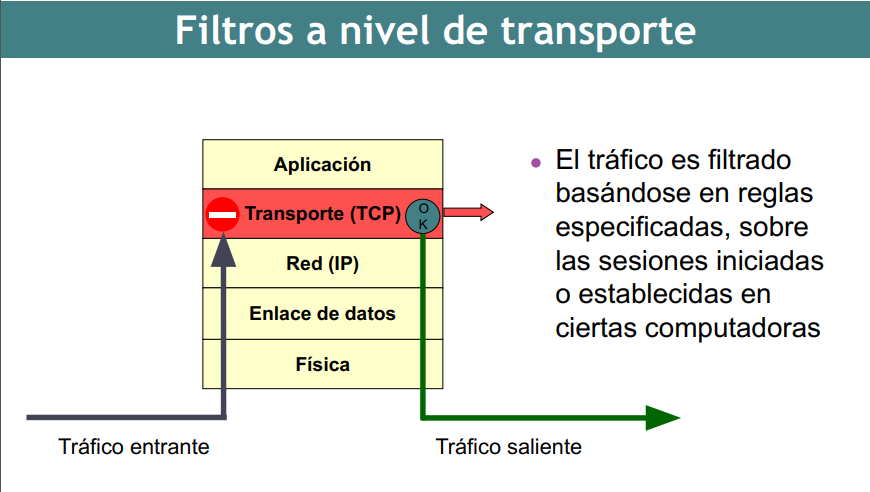 Filtros a nivel de transporte
Aplicación
Transporte (TCP)
O
K
Red (IP)
Enlace de datos
Física
Tráfico entrante
Tráfico saliente
• El tráfico es filtrado
basándose en reglas
especificadas, sobre
las sesiones iniciadas
o establecidas en
ciertas computadoras